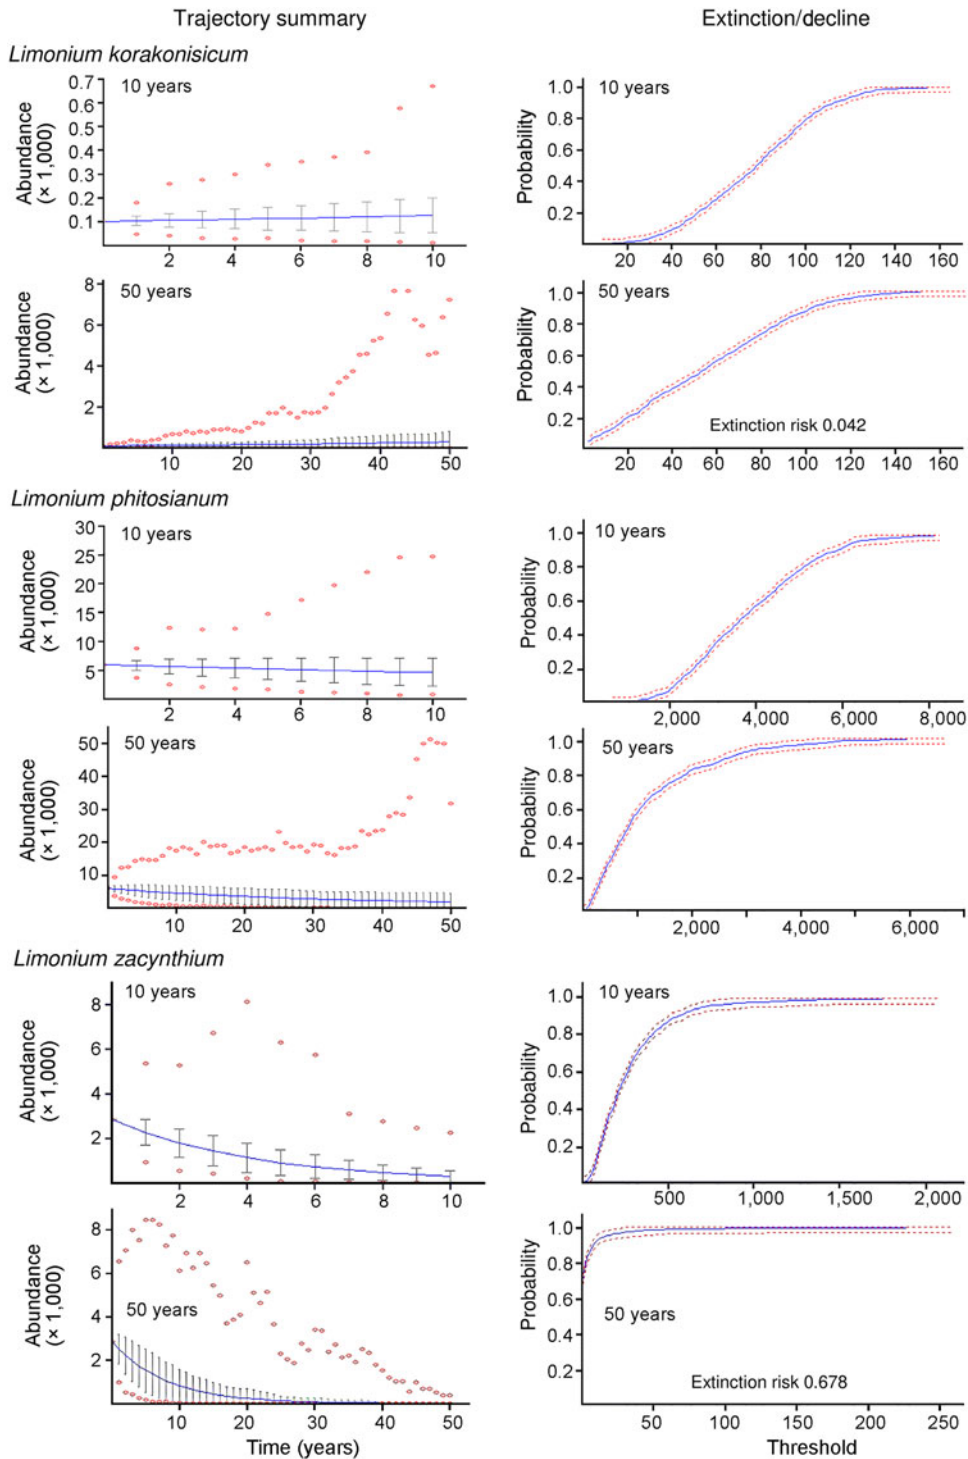 Trajectory summary
Extinction/decline
Limonium korakonisicum
Abundance
(× 1,000)
0.7
0.6
0.5
0.4
0.3
0.2
0.1
10 years
2 4 6 8 10
Probability
1.0
0.8
0.6
0.4
0.2
10 years
20 40 60 80 100 120 140 160
Abundance
(× 1,000)
8
6
4
2
50 years
10 20 30 40 50
Probability
1.0
0.8
0.6
0.4
0.2
50 years
Extinction risk 0.042
20 40 60 80 100 120 140 160
Limonium phitosianum
Abundance
(× 1,000)
30
25
20
15
10
5
10 years
2 4 6 8 10
Probability
1.0
0.8
0.6
0.4
0.2
10 years
2,000 4,000 6,000 8,000
Abundance
(× 1,000)
50
40
30
20
10
50 years
10 20 30 40 50
Probability
1.0
0.8
0.6
0.4
0.2
50 years
2,000 4,000 6,000
Limonium zacynthium
Abundance
(× 1,000)
8
6
4
2
10 years
2 4 6 8 10
Probability
1.0
0.8
0.6
0.4
0.2
10 years
500 1,000 1,500 2,000
Abundance
(× 1,000)
8
6
4
2
50 years
10 20 30 40 50
Time (years)
Probability
1.0
0.8
0.6
0.4
0.2
50 years
Extinction risk 0.678
50 100 150 200 250
Threshold